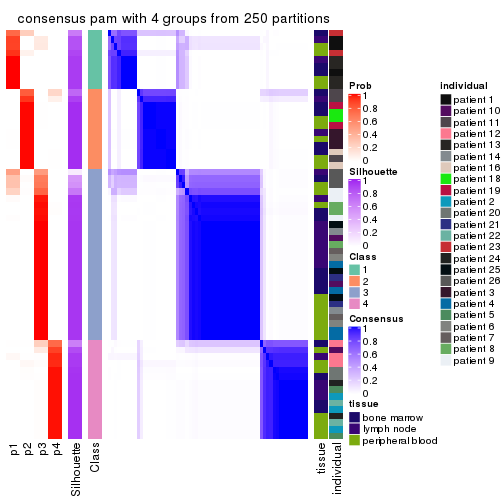 consensus pam with 4 groups from 250 partitions
p1
p2
p3
p4
Silhouette
Class
tissue
individual
Prob
1
0.8
0.6
0.4
0.2
0
Silhouette
1
0.8
0.6
0.4
0.2
0
Class
1
2
3
4
Consensus
1
0.8
0.6
0.4
0.2
0
tissue
bone marrow
lymph node
peripheral blood
individual
patient 1
patient 10
patient 11
patient 12
patient 13
patient 14
patient 16
patient 18
patient 19
patient 2
patient 20
patient 21
patient 22
patient 23
patient 24
patient 25
patient 26
patient 3
patient 4
patient 5
patient 6
patient 7
patient 8
patient 9